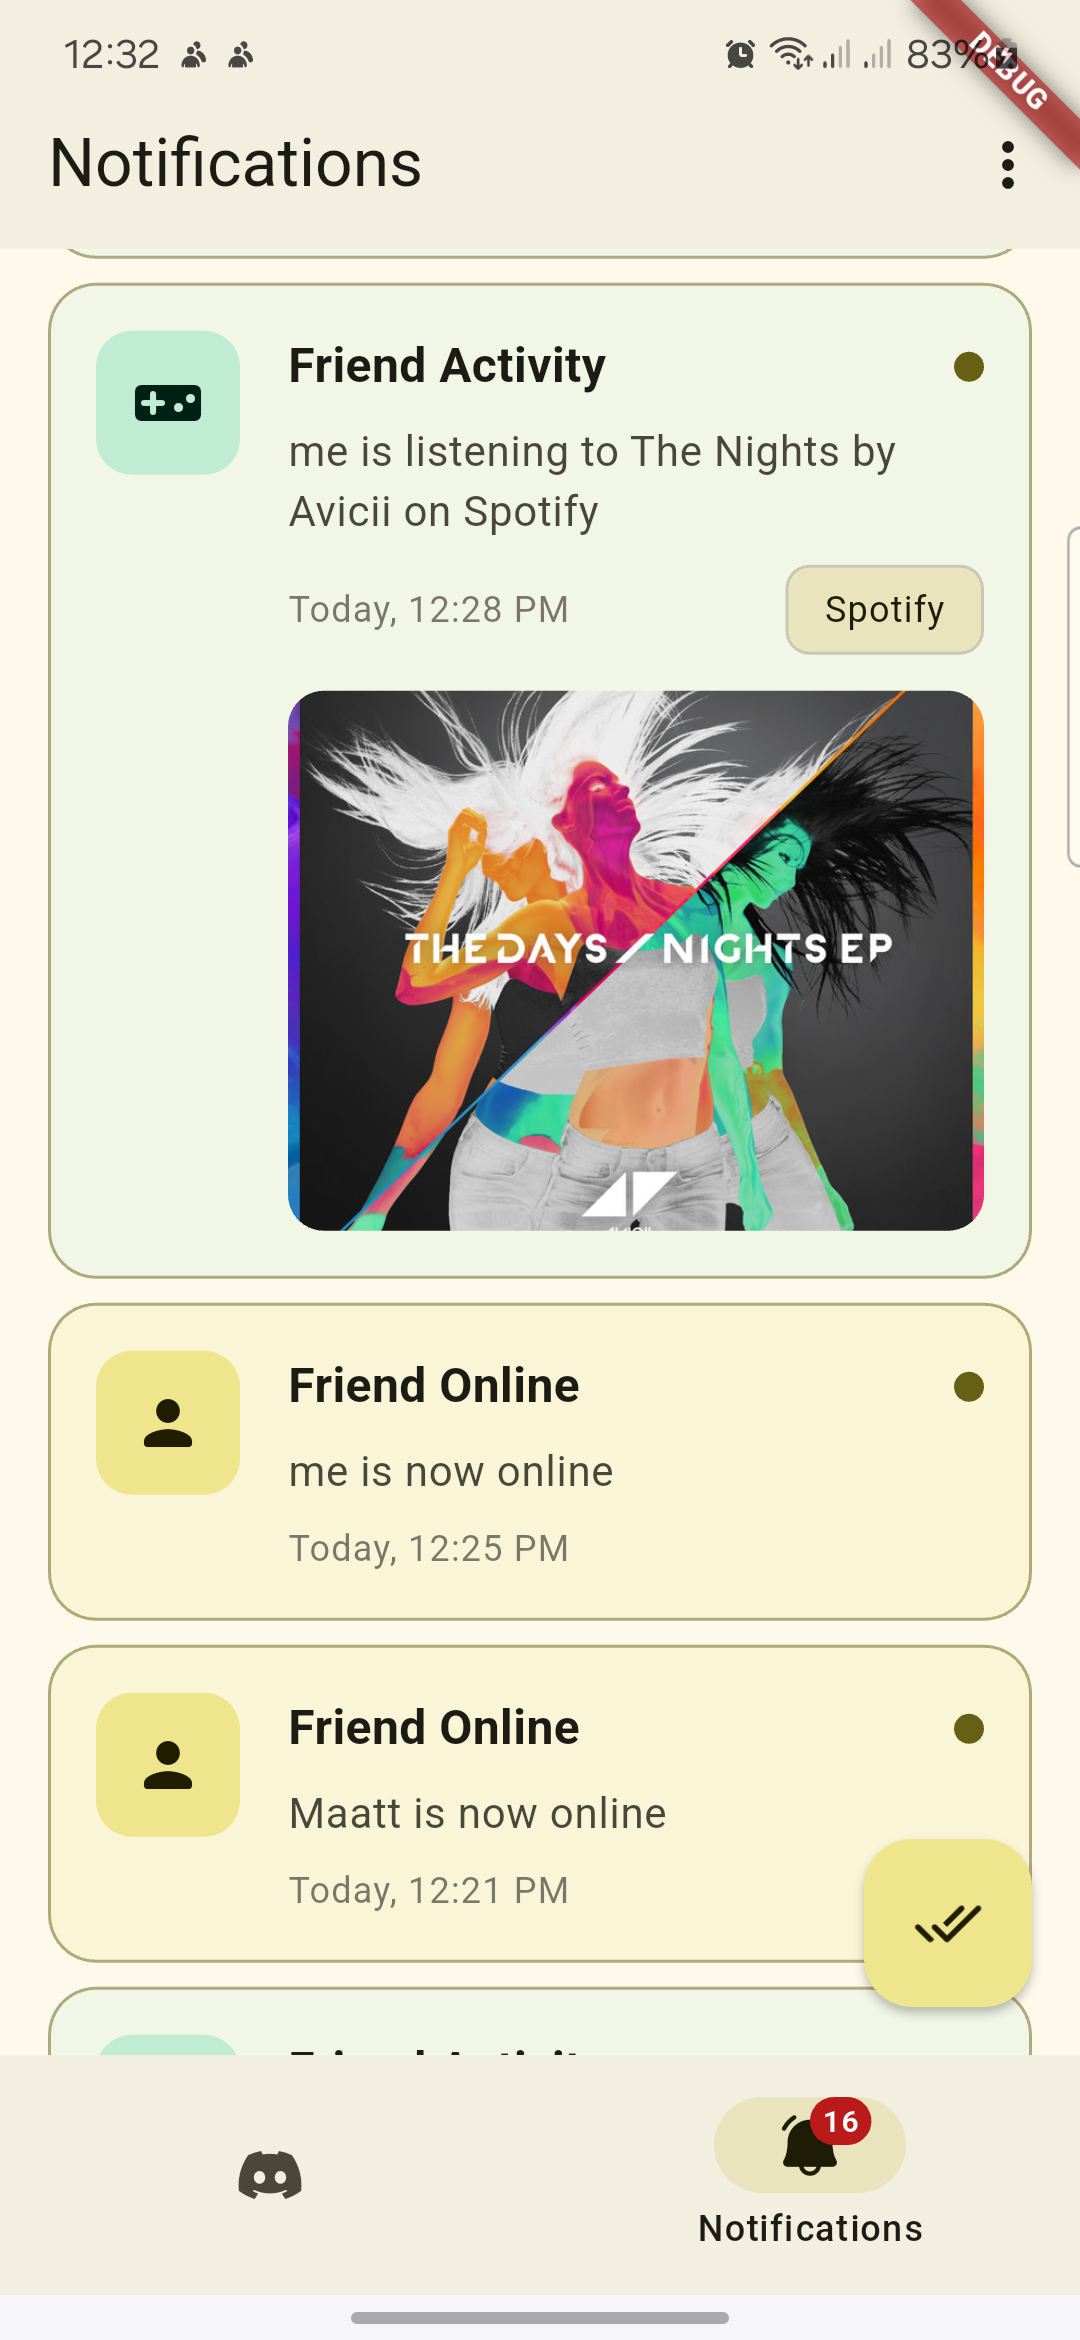 12:32
83%
DEBUG
Notifications
Friend Activity
me is listening to The Nights by
Avicii on Spotify
Today, 12:28 PM
Spotify
THE DAYS / NIGHTS EP
Friend Online
me is now online
Today, 12:25 PM
Friend Online
Maatt is now online
Today, 12:21 PM
Friend Activity
16
Notifications